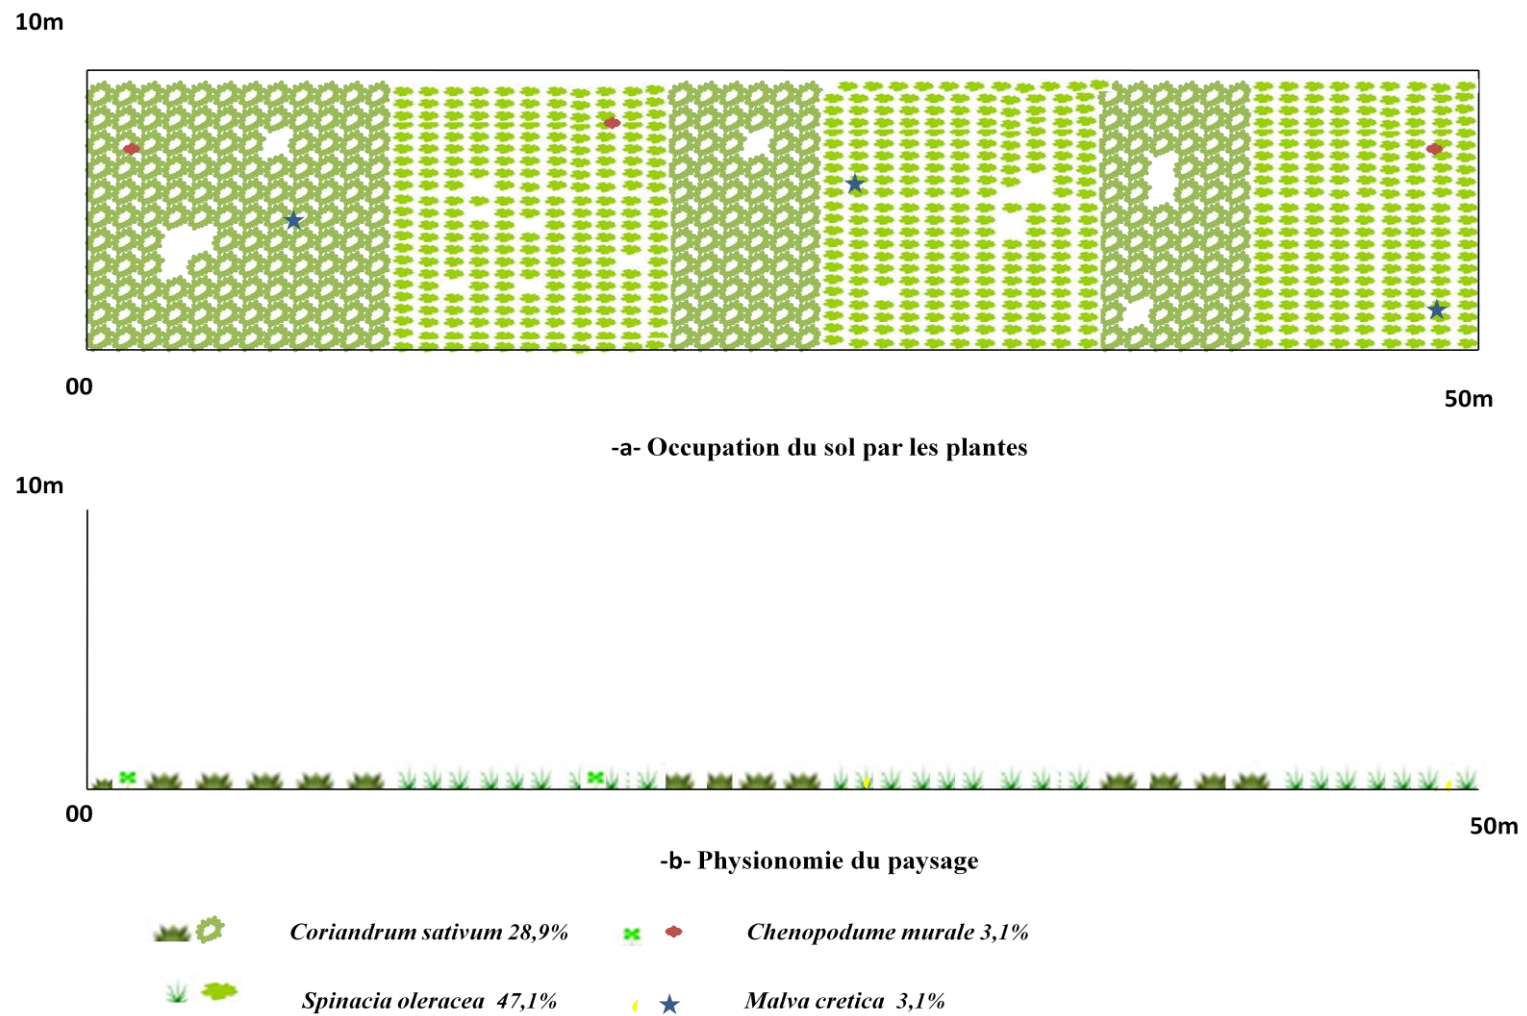 10m
00
50m
-a- Occupation du sol par les plantes
10m
00
50m
-b- Physionomie du paysage
Coriandrum sativum 28,9%
Chenopodume murale 3,1%
Spinacia oleracea 47,1%
Malva cretica 3,1%